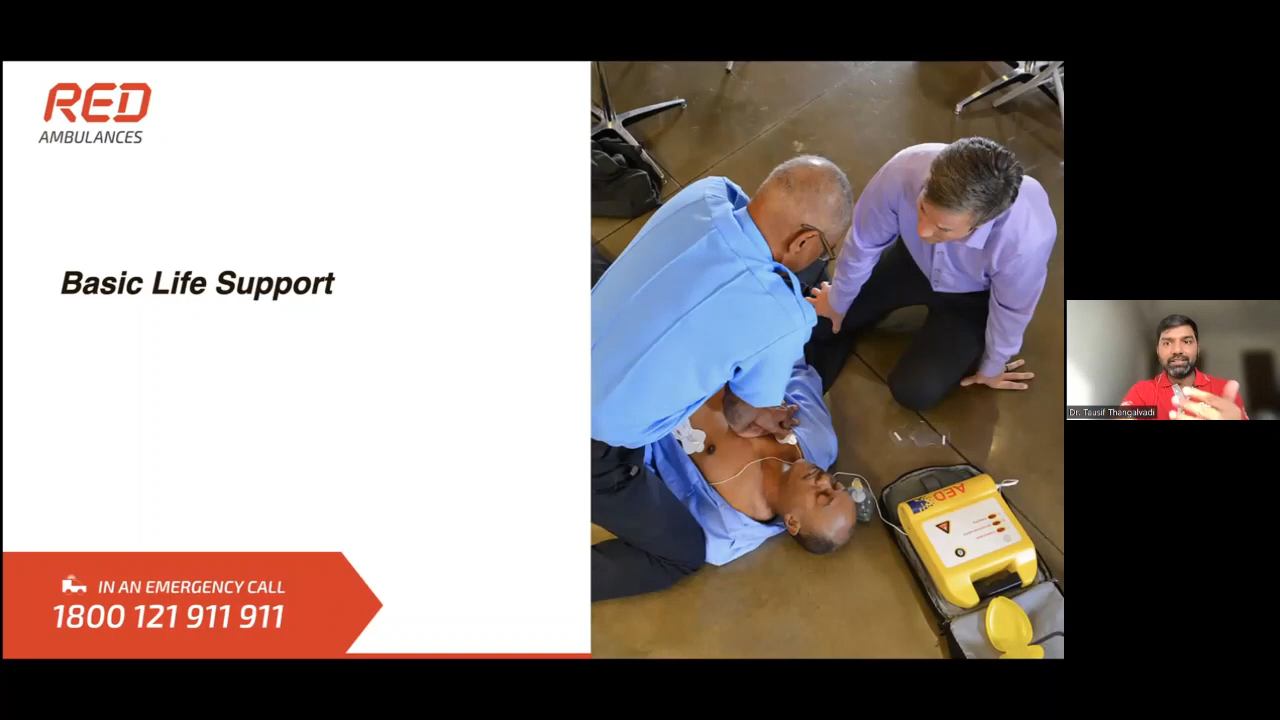 RED
AMBULANCES
Basic Life Support
IN AN EMERGENCY CALL
1800 121 911 911
AED
Dr. Tausif Thangalvadi